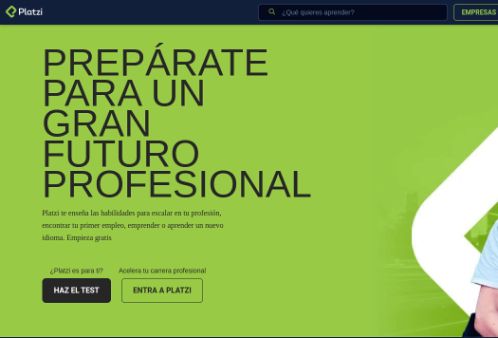 Platzi
¿Qué quieres aprender?
EMPRESAS
PREPÁRATE
PARA UN
GRAN
FUTURO
PROFESIONAL
Platzi te enseña las habilidades para escalar en tu profesión,
encontrar tu primer empleo, emprender o aprender un nuevo
idioma. Empieza gratis
¿Platzi es para ti?
Acelera tu carrera profesional
HAZ EL TEST
ENTRA A PLATZI